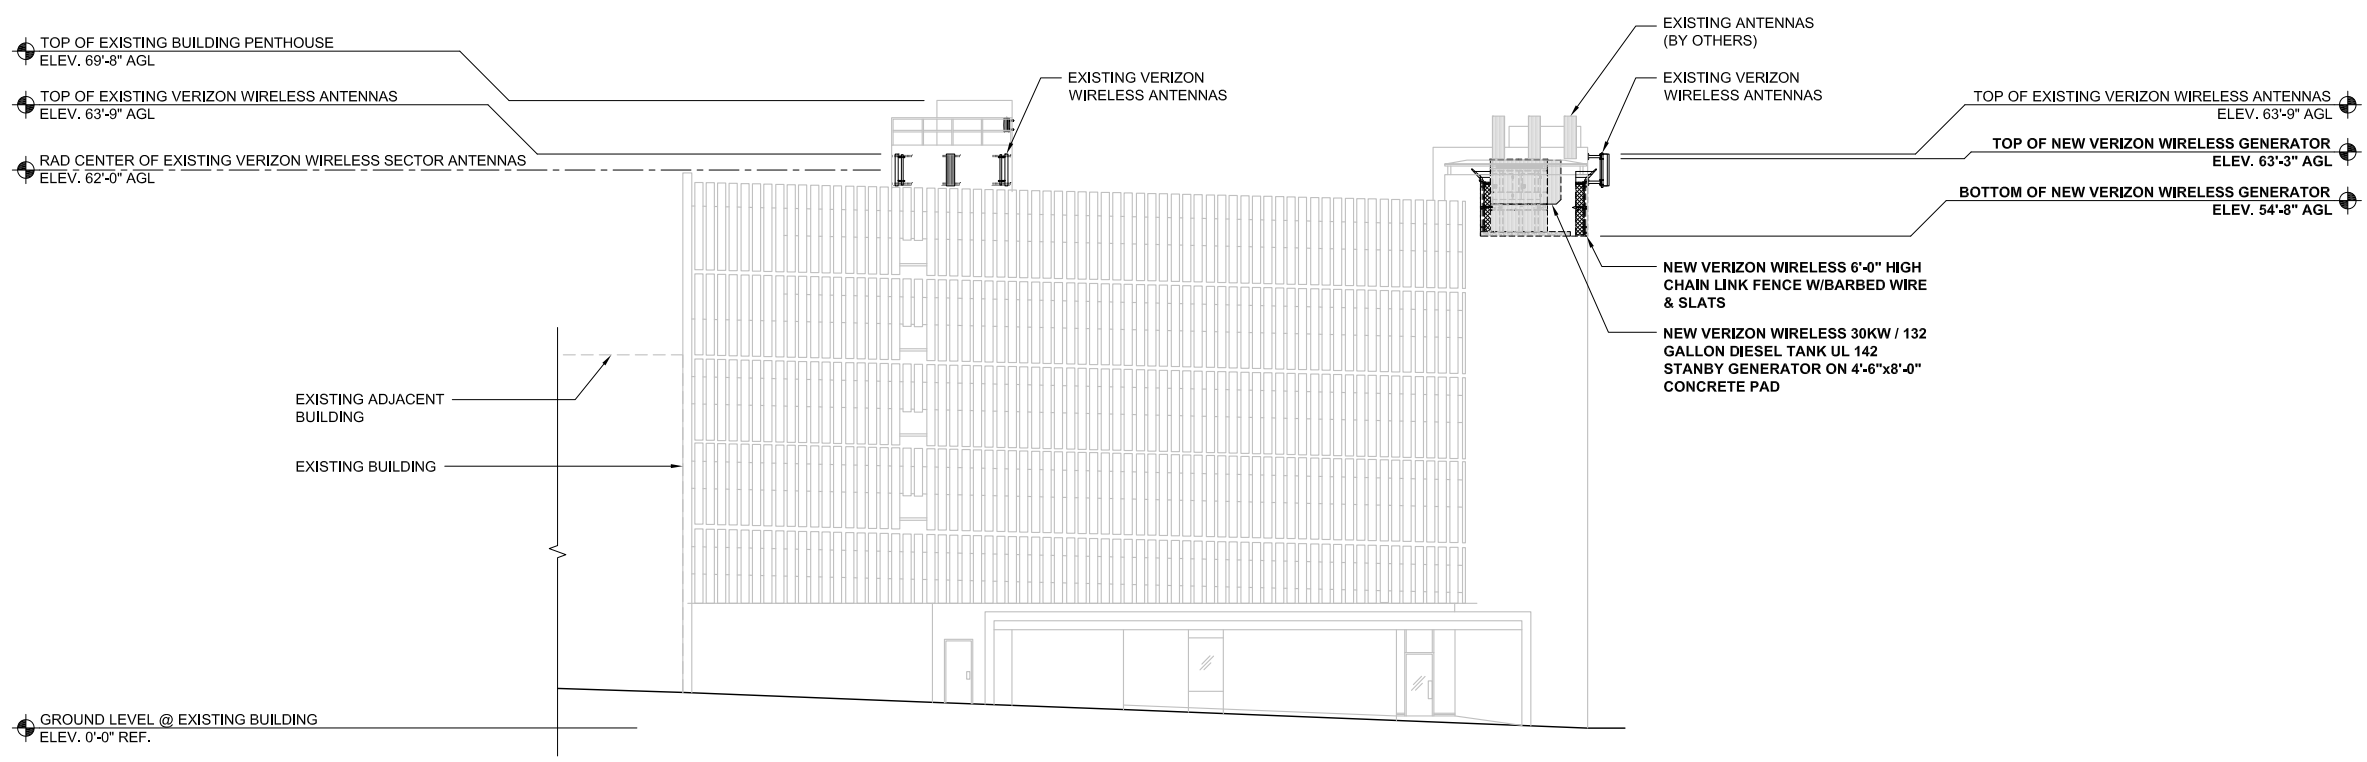 TOP OF EXISTING BUILDING PENTHOUSE
ELEV. 69'-8" AGL
TOP OF EXISTING VERIZON WIRELESS ANTENNAS
ELEV. 63'-9" AGL
RAD CENTER OF EXISTING VERIZON WIRELESS SECTOR ANTENNAS
ELEV. 62'-0" AGL
EXISTING VERIZON
WIRELESS ANTENNAS
EXISTING ANTENNAS
(BY OTHERS)
EXISTING VERIZON
WIRELESS ANTENNAS
TOP OF EXISTING VERIZON WIRELESS ANTENNAS
ELEV. 63'-9" AGL
TOP OF NEW VERIZON WIRELESS GENERATOR
ELEV. 63'-3" AGL
BOTTOM OF NEW VERIZON WIRELESS GENERATOR
ELEV. 54'-8" AGL
NEW VERIZON WIRELESS 6'-0" HIGH
CHAIN LINK FENCE W/BARBED WIRE
& SLATS
NEW VERIZON WIRELESS 30KW / 132
GALLON DIESEL TANK UL 142
STANBY GENERATOR ON 4'-6"x8'-0"
CONCRETE PAD
EXISTING ADJACENT
BUILDING
EXISTING BUILDING
GROUND LEVEL @ EXISTING BUILDING
ELEV. 0'-0" REF.